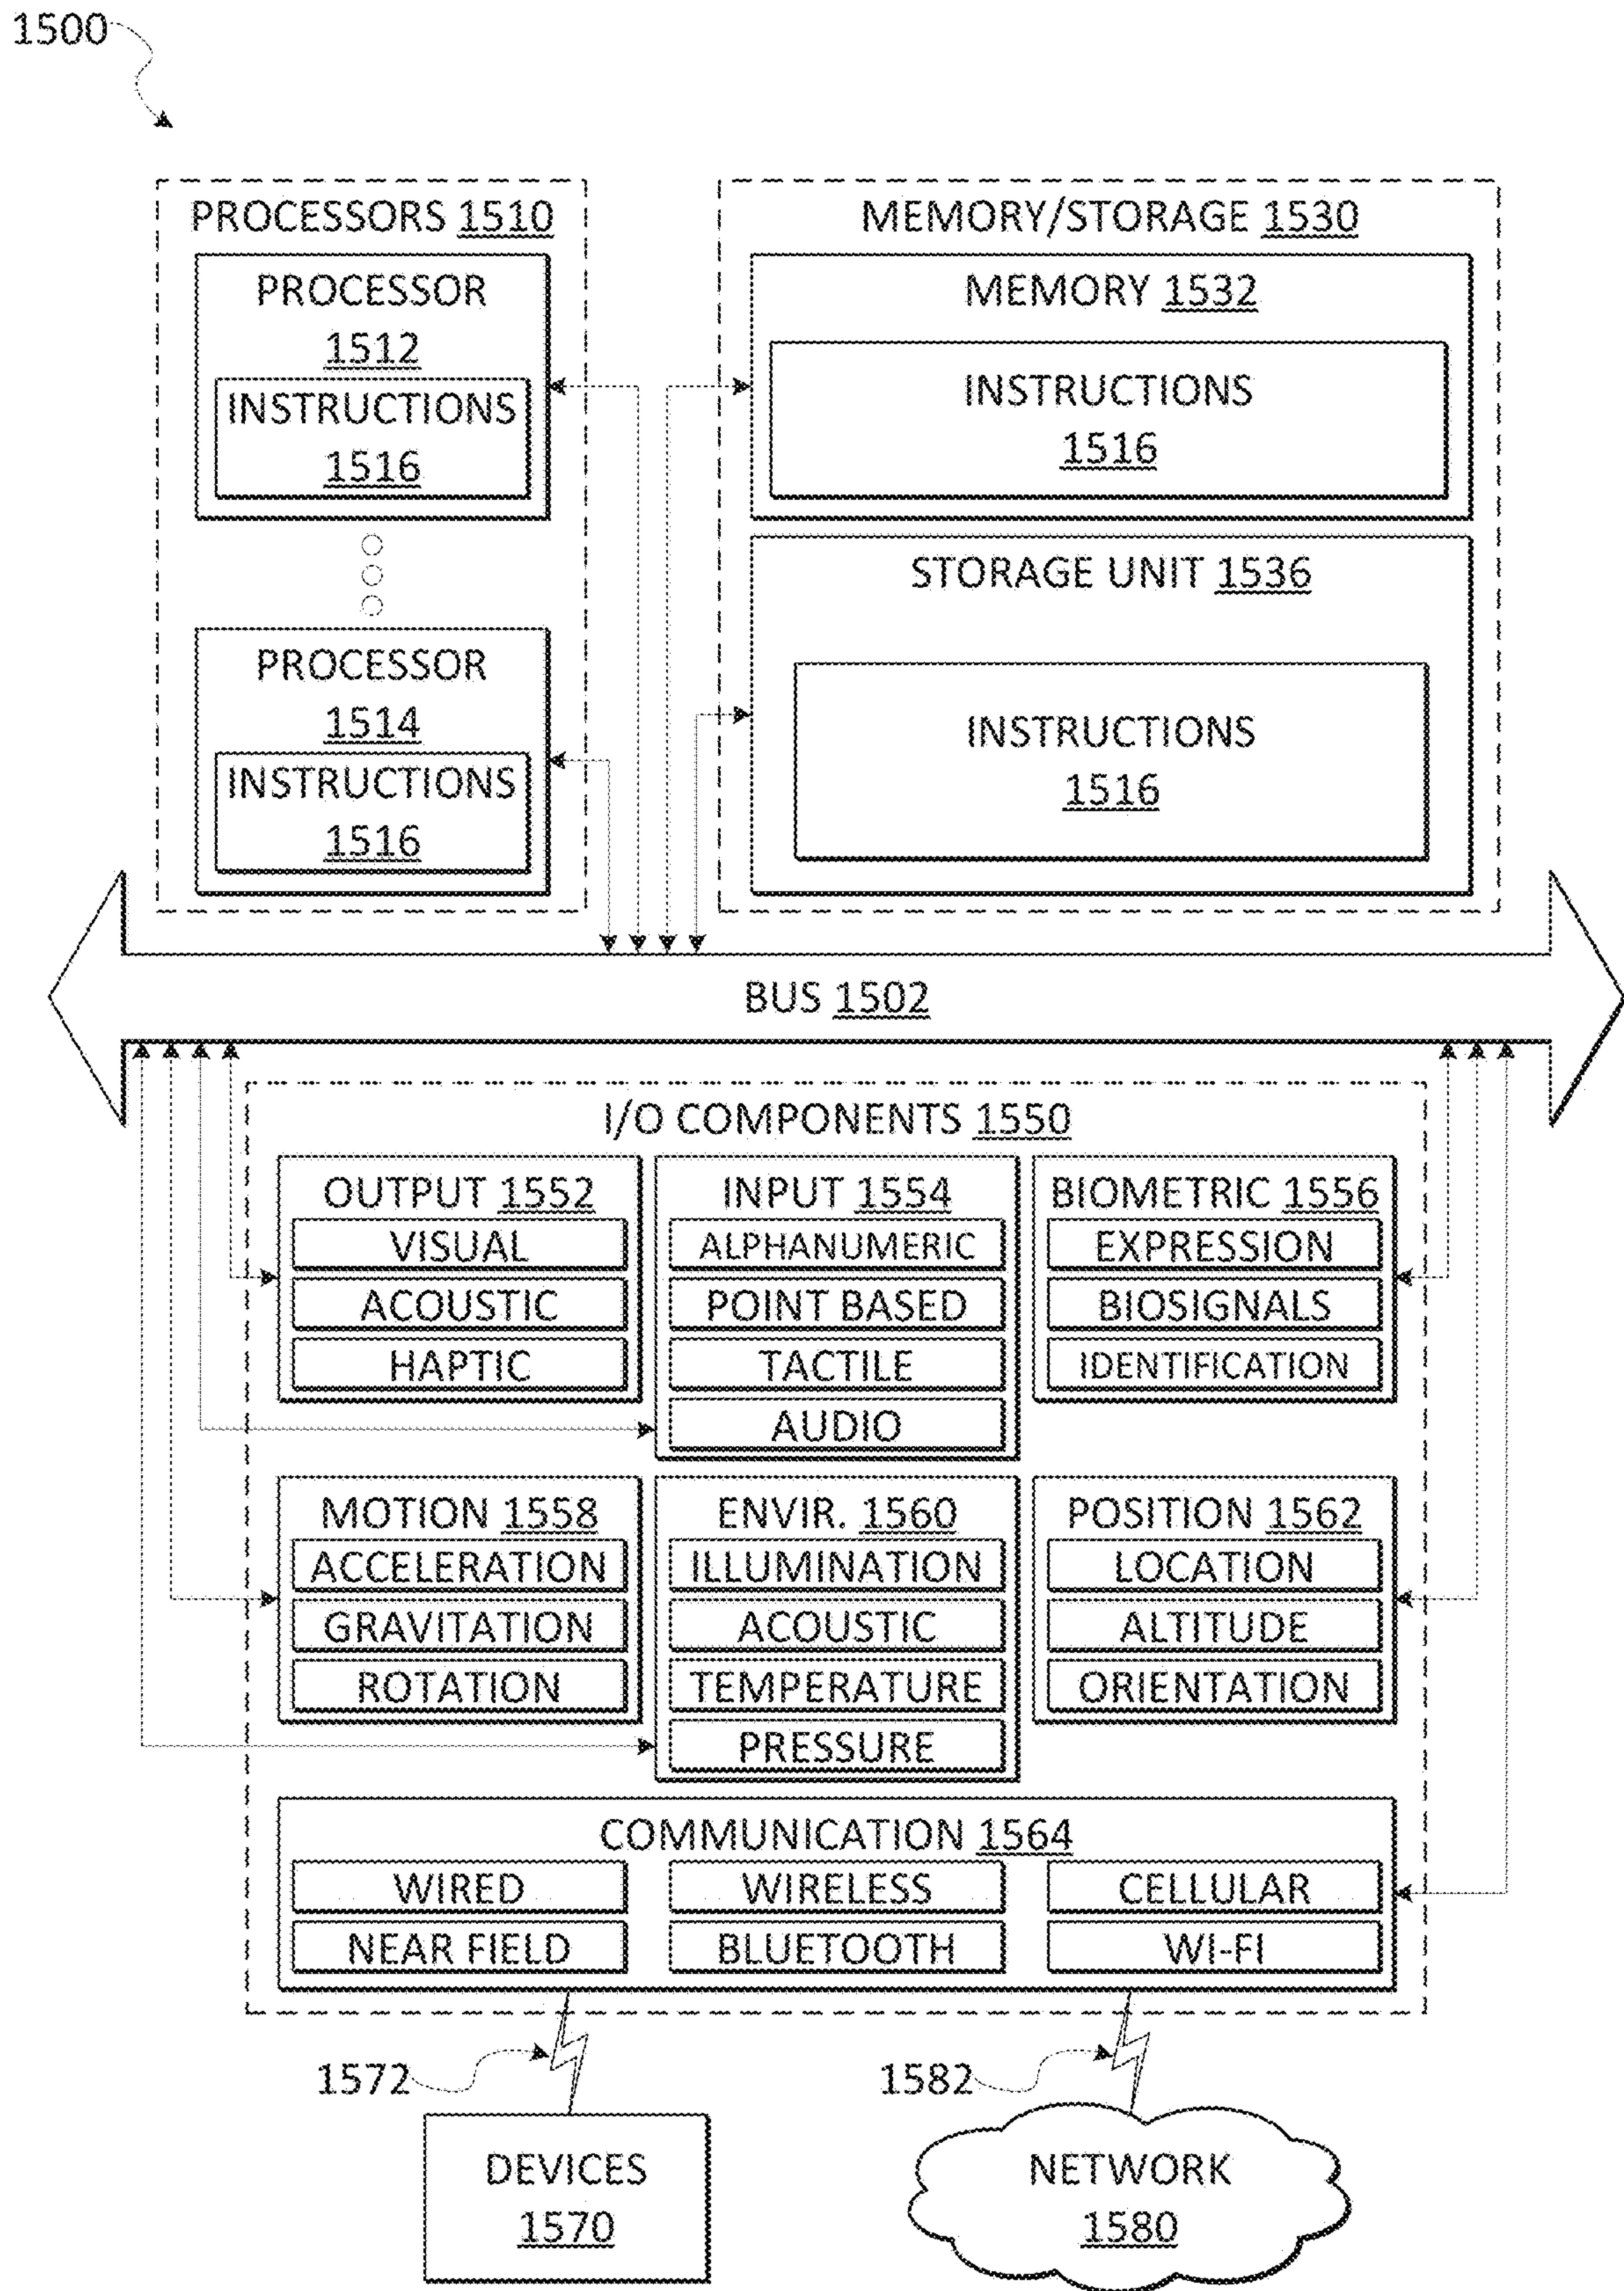 1500
PROCESSORS 1510
PROCESSOR
1512
INSTRUCTIONS
1516
PROCESSOR
1514
INSTRUCTIONS
1516
MEMORY/STORAGE 1530
MEMORY 1532
INSTRUCTIONS
1516
STORAGE UNIT 1536
INSTRUCTIONS
1516
BUS 1502
I/O COMPONENTS 1550
OUTPUT 1552
VISUAL
ACOUSTIC
HAPTIC
INPUT 1554
ALPHANUMERIC
POINT BASED
TACTILE
AUDIO
BIOMETRIC 1556
EXPRESSION
BIOSIGNALS
IDENTIFICATION
MOTION 1558
ACCELERATION
GRAVITATION
ROTATION
ENVIR. 1560
ILLUMINATION
ACOUSTIC
TEMPERATURE
PRESSURE
POSITION 1562
LOCATION
ALTITUDE
ORIENTATION
COMMUNICATION 1564
WIRED
WIRELESS
CELLULAR
NEAR FIELD
BLUETOOTH
WI-FI
1572
1582
DEVICES
1570
NETWORK
1580